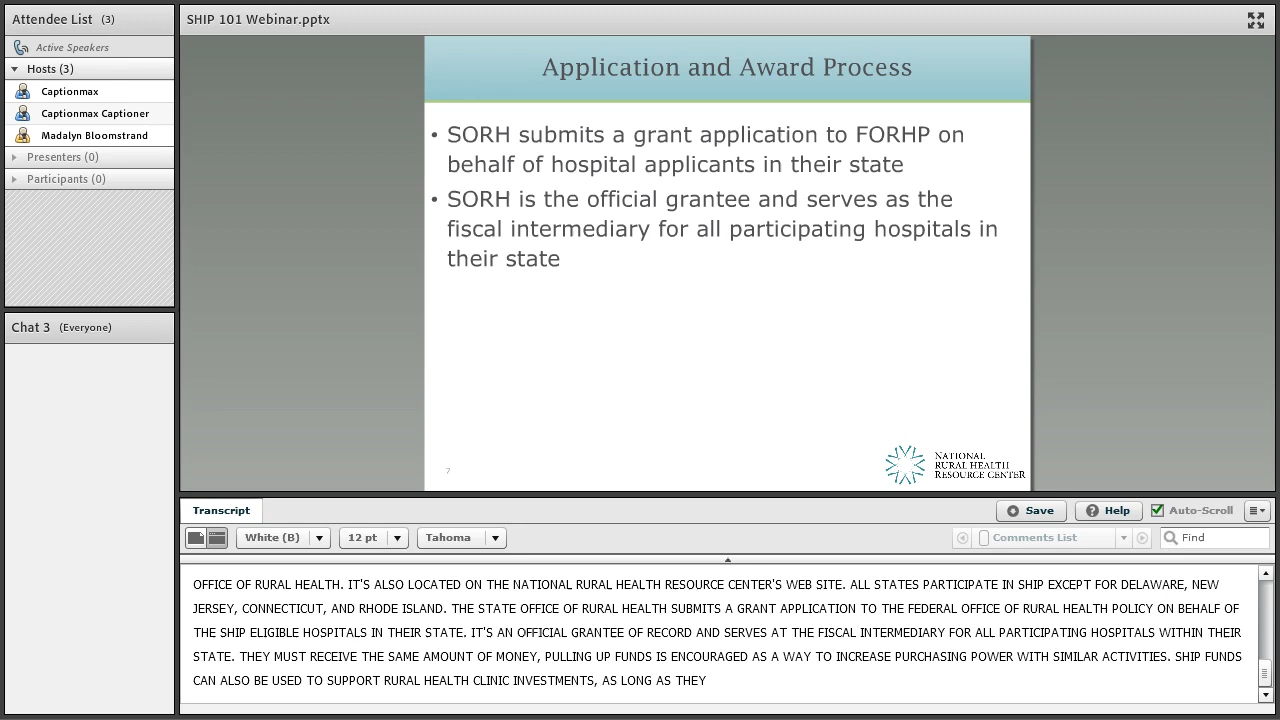 Attendee List (3)
Active Speakers
Hosts (3)
Captionmax
Captionmax Captioner
Madalyn Bloomstrand
Presenters (0)
Participants (0)
Chat 3 (Everyone)
SHIP 101 Webinar.pptx
Application and Award Process
• SORH submits a grant application to FORHP on
behalf of hospital applicants in their state
• SORH is the official grantee and serves as the
fiscal intermediary for all participating hospitals in
their state
7
NATIONAL
RURAL HEALTH
RESOURCE CENTER
Transcript
Save
Help
Auto-Scroll
White (B)
12 pt
Tahoma
Comments List
Find
OFFICE OF RURAL HEALTH. IT'S ALSO LOCATED ON THE NATIONAL RURAL HEALTH RESOURCE CENTER'S WEB SITE. ALL STATES PARTICIPATE IN SHIP EXCEPT FOR DELAWARE, NEW
JERSEY, CONNECTICUT, AND RHODE ISLAND. THE STATE OFFICE OF RURAL HEALTH SUBMITS A GRANT APPLICATION TO THE FEDERAL OFFICE OF RURAL HEALTH POLICY ON BEHALF OF
THE SHIP ELIGIBLE HOSPITALS IN THEIR STATE. IT'S AN OFFICIAL GRANTEE OF RECORD AND SERVES AT THE FISCAL INTERMEDIARY FOR ALL PARTICIPATING HOSPITALS WITHIN THEIR
STATE. THEY MUST RECEIVE THE SAME AMOUNT OF MONEY, PULLING UP FUNDS IS ENCOURAGED AS A WAY TO INCREASE PURCHASING POWER WITH SIMILAR ACTIVITIES. SHIP FUNDS
CAN ALSO BE USED TO SUPPORT RURAL HEALTH CLINIC INVESTMENTS, AS LONG AS THEY